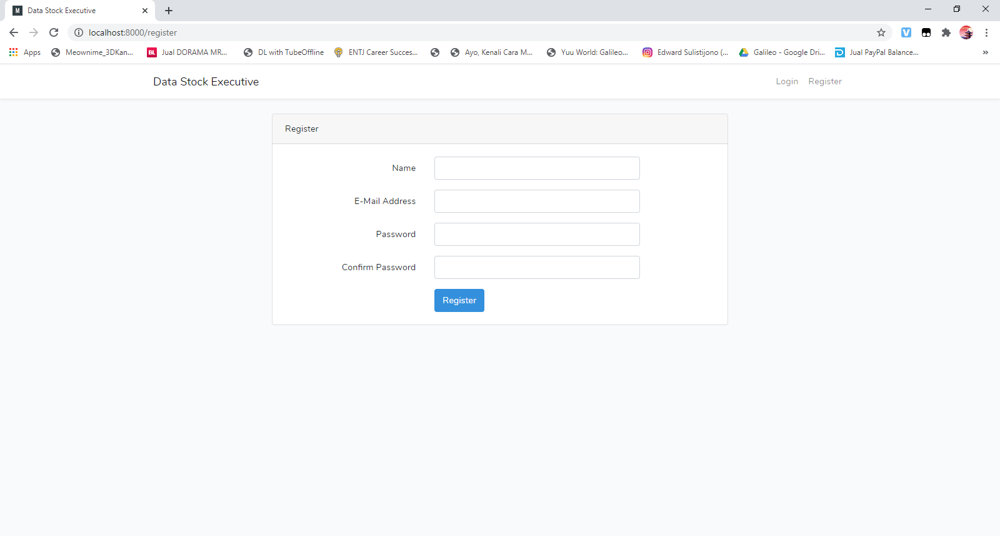 M Data Stock Executive
localhost:8000/register
Apps Meownime_3DKan... BL Jual DORAMA MR... DL with TubeOffline ENTJ Career Succes... Ayo, Kenali Cara M... Yuu World: Galileo... Edward Sulistijono (... Galileo - Google Dri... Jual PayPal Balance... »
Data Stock Executive Login Register
Register
Name
E-Mail Address
Password
Confirm Password
Register